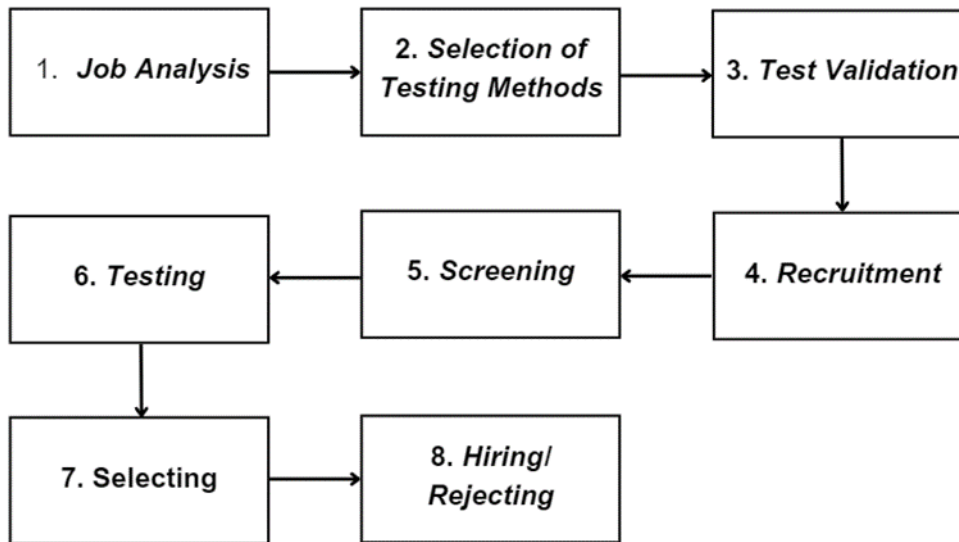 1. Job Analysis
2. Selection of
Testing Methods
3. Test Validation
4. Recruitment
5. Screening
6. Testing
7. Selecting
8. Hiring/
Rejecting